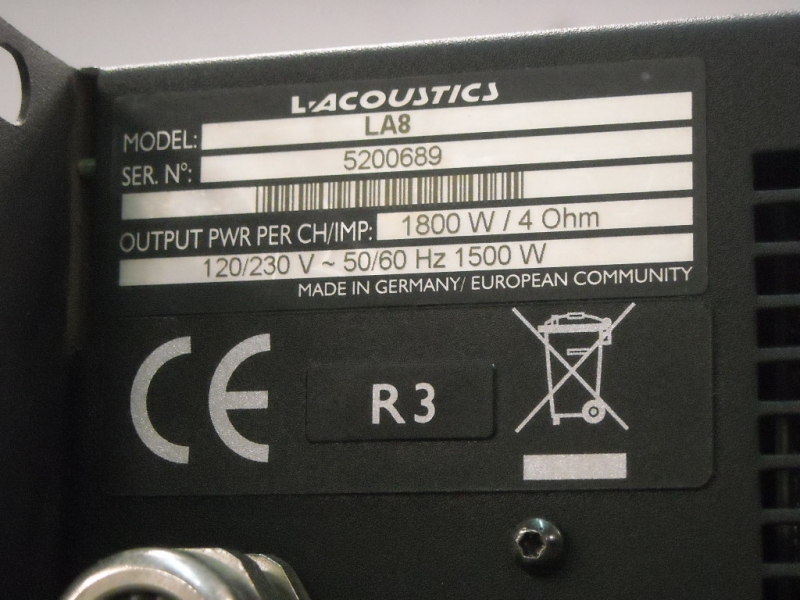 L-ACOUSTICS
MODEL: LA8
SER. N°: 5200689
OUTPUT PWR PER CH/IMP: 1800 W / 4 Ohm
120/230 V ~ 50/60 Hz 1500 W
MADE IN GERMANY/ EUROPEAN COMMUNITY
CE R3